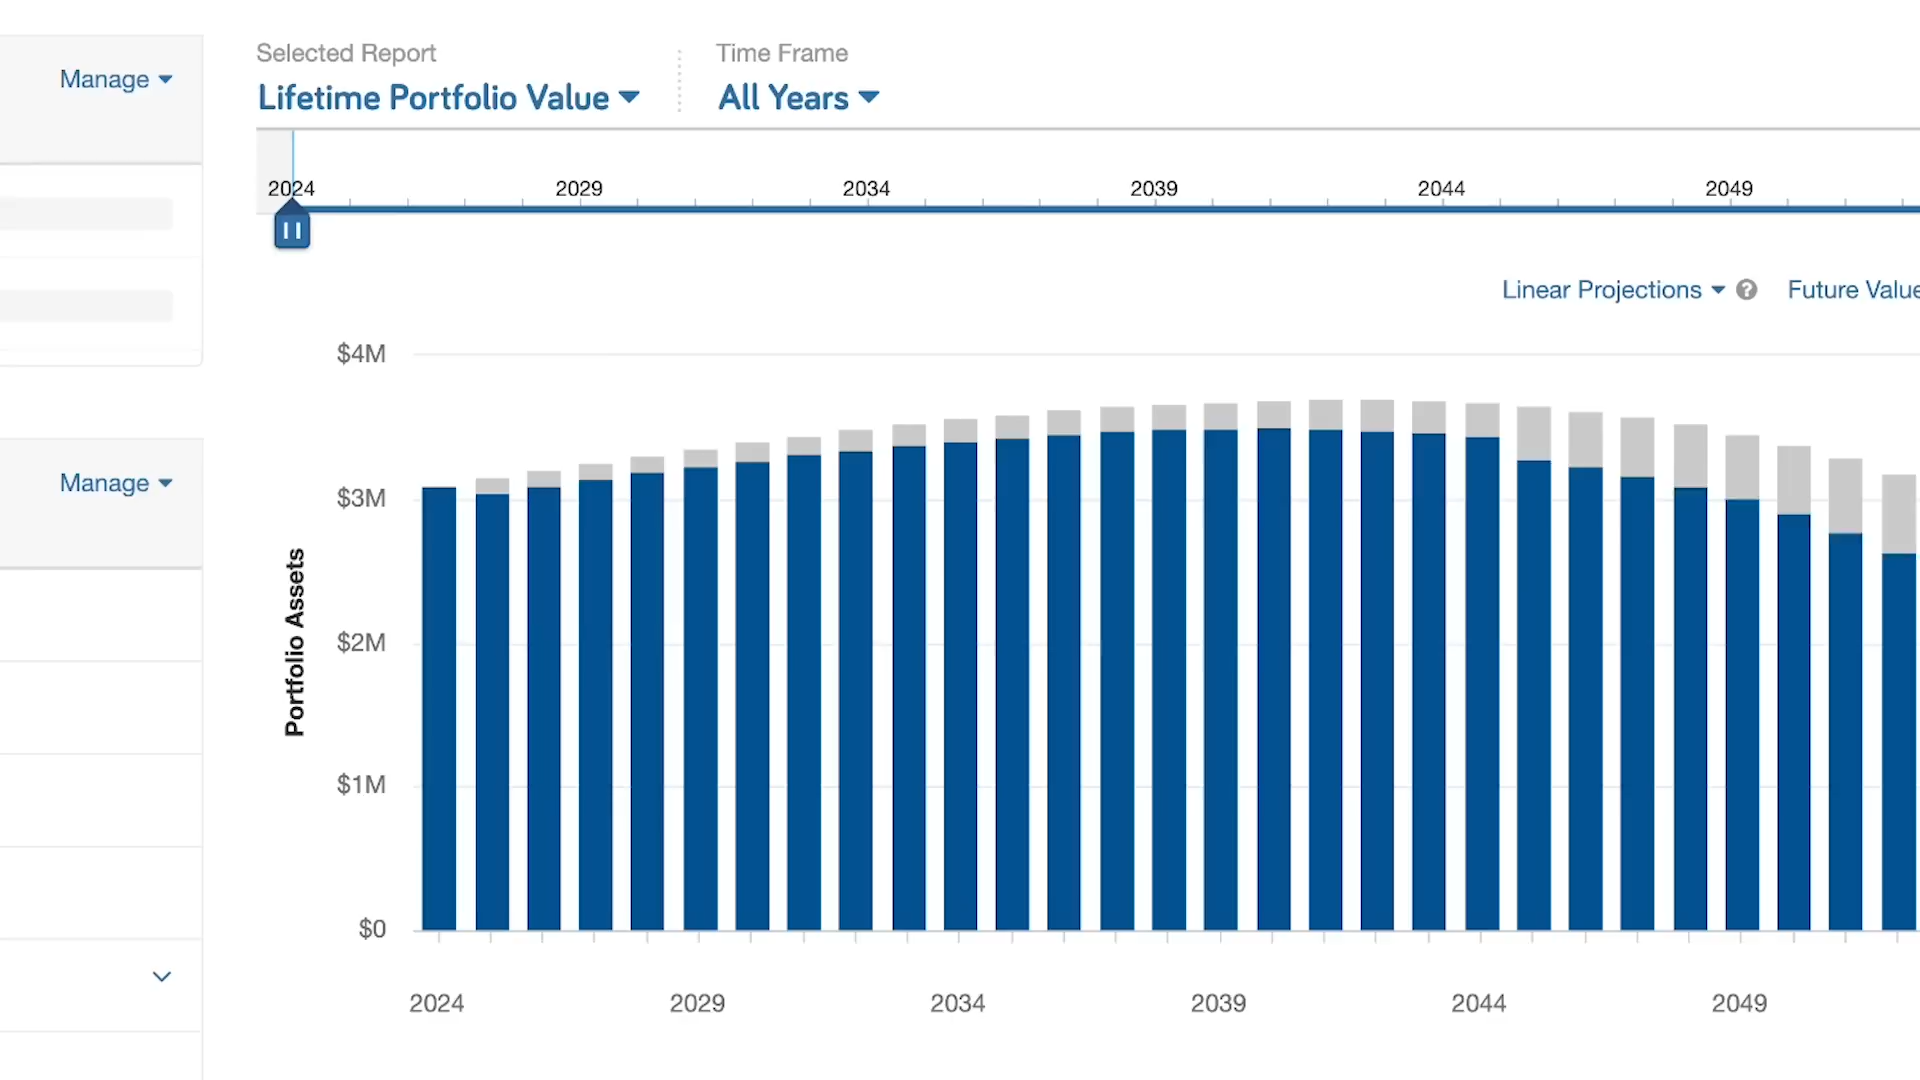 Manage
Selected Report
Lifetime Portfolio Value
Time Frame
All Years
2024 2029 2034 2039 2044 2049
Linear Projections ? Future Value
$4M
$3M
$2M
$1M
$0
Portfolio Assets
2024 2029 2034 2039 2044 2049
Manage